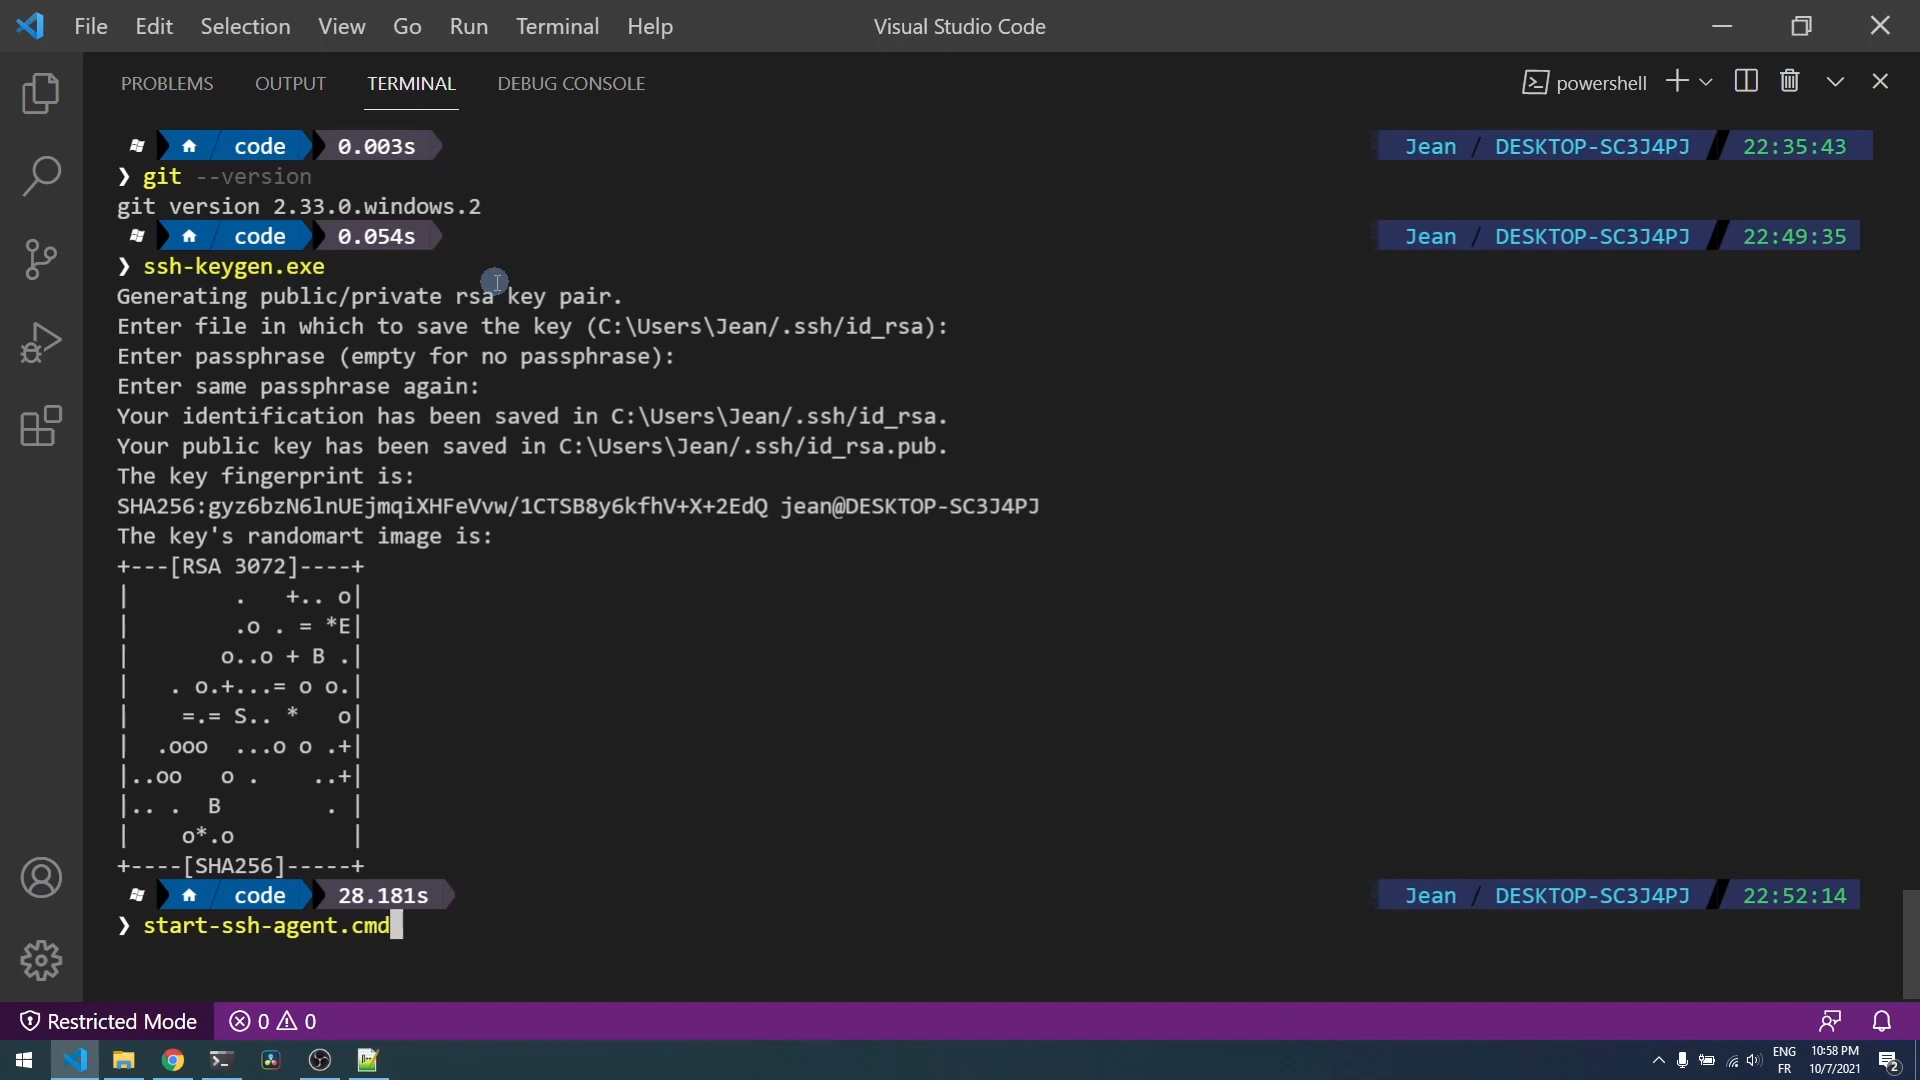 File Edit Selection View Go Run Terminal Help Visual Studio Code
PROBLEMS OUTPUT TERMINAL DEBUG CONSOLE powershell
code 0.003s Jean / DESKTOP-SC3J4PJ 22:35:43
❯ git --version
git version 2.33.0.windows.2
code 0.054s Jean / DESKTOP-SC3J4PJ 22:49:35
❯ ssh-keygen.exe
Generating public/private rsa key pair.
Enter file in which to save the key (C:\Users\Jean/.ssh/id_rsa):
Enter passphrase (empty for no passphrase):
Enter same passphrase again:
Your identification has been saved in C:\Users\Jean/.ssh/id_rsa.
Your public key has been saved in C:\Users\Jean/.ssh/id_rsa.pub.
The key fingerprint is:
SHA256:gyz6bzN6lnUEjmqiXHFeVvw/1CTSB8y6kfhV+X+2EdQ jean@DESKTOP-SC3J4PJ
The key's randomart image is:
+---[RSA 3072]----+
|        .   +.. o|
|        .o . = *E|
|       o..o + B .|
|   . o.+...= o o.|
|    =.= S.. *   o|
|  .ooo  ...o o .+|
|..oo   o .    ..+|
|.. .  B        . |
|    o*.o         |
+----[SHA256]-----+
code 28.181s Jean / DESKTOP-SC3J4PJ 22:52:14
❯ start-ssh-agent.cmd
Restricted Mode 0 0
ENG 10:58 PM
FR 10/7/2021 2